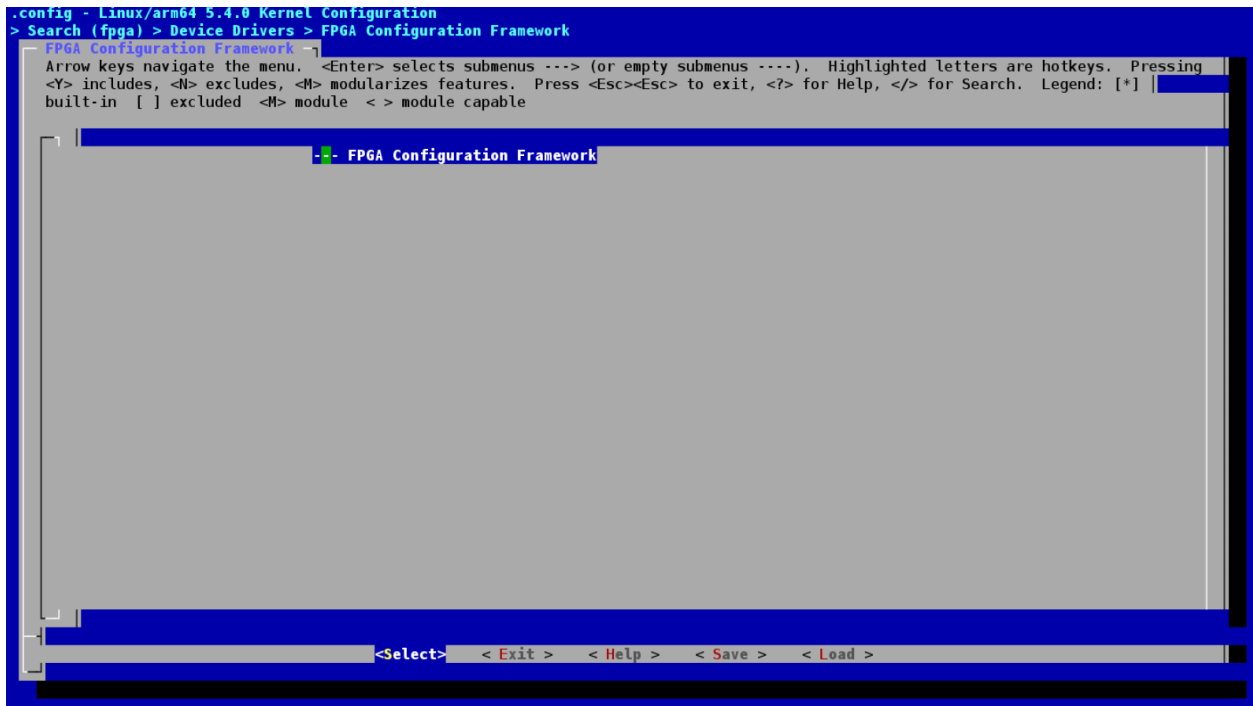 .config - Linux/arm64 5.4.0 Kernel Configuration
> Search (fpga) > Device Drivers > FPGA Configuration Framework
FPGA Configuration Framework
Arrow keys navigate the menu.  <Enter> selects submenus ---> (or empty submenus ----).  Highlighted letters are hotkeys.  Pressing
<Y> includes, <N> excludes, <M> modularizes features.  Press <Esc><Esc> to exit, <?> for Help, </> for Search.  Legend: [*]
built-in  [ ] excluded  <M> module  < > module capable
--- FPGA Configuration Framework
<Select>    < Exit >    < Help >    < Save >    < Load >